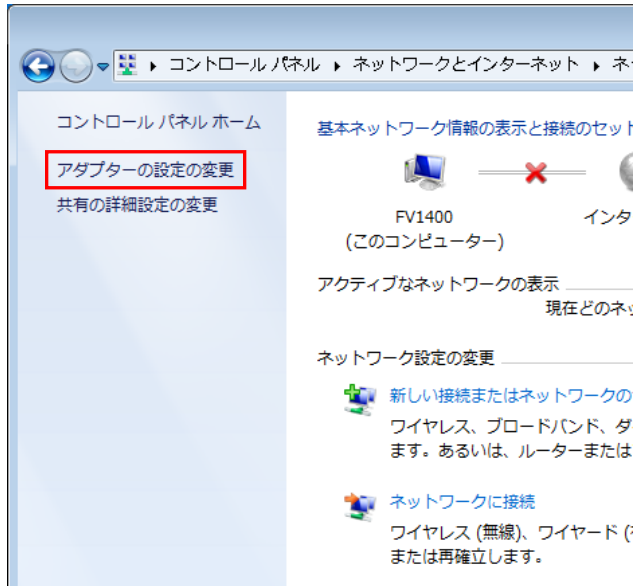 コントロール パネル ▸ ネットワークとインターネット ▸ ネ
コントロール パネル ホーム
アダプターの設定の変更
共有の詳細設定の変更
基本ネットワーク情報の表示と接続のセット
FV1400
(このコンピューター)
インタ
アクティブなネットワークの表示
現在どのネッ
ネットワーク設定の変更
新しい接続またはネットワークの
ワイヤレス、ブロードバンド、ダ
ます。あるいは、ルーターまたは
ネットワークに接続
ワイヤレス (無線)、ワイヤード (
または再確立します。